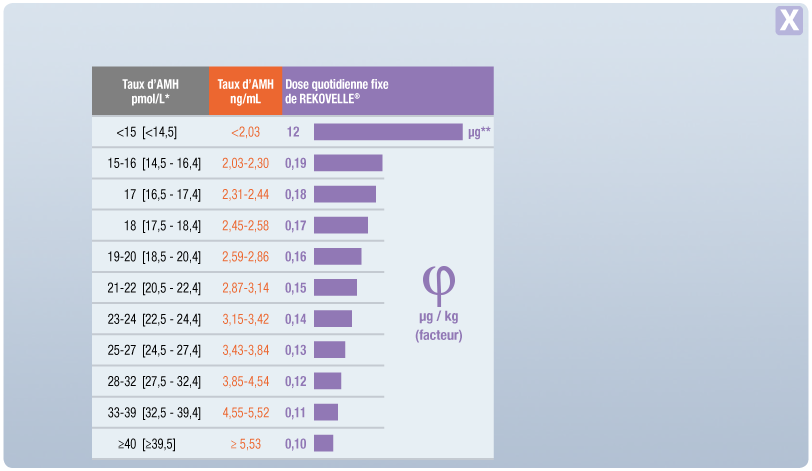 X
Taux d'AMH
pmol/L*
Taux d'AMH
ng/mL
Dose quotidienne fixe
de REKOVELLE®
<15 [<14,5] <2,03 12 µg**
15-16 [14,5 - 16,4] 2,03-2,30 0,19
17 [16,5 - 17,4] 2,31-2,44 0,18
18 [17,5 - 18,4] 2,45-2,58 0,17
19-20 [18,5 - 20,4] 2,59-2,86 0,16
21-22 [20,5 - 22,4] 2,87-3,14 0,15
23-24 [22,5 - 24,4] 3,15-3,42 0,14
25-27 [24,5 - 27,4] 3,43-3,84 0,13
28-32 [27,5 - 32,4] 3,85-4,54 0,12
33-39 [32,5 - 39,4] 4,55-5,52 0,11
≥40 [≥39,5] ≥ 5,53 0,10
φ
µg / kg
(facteur)